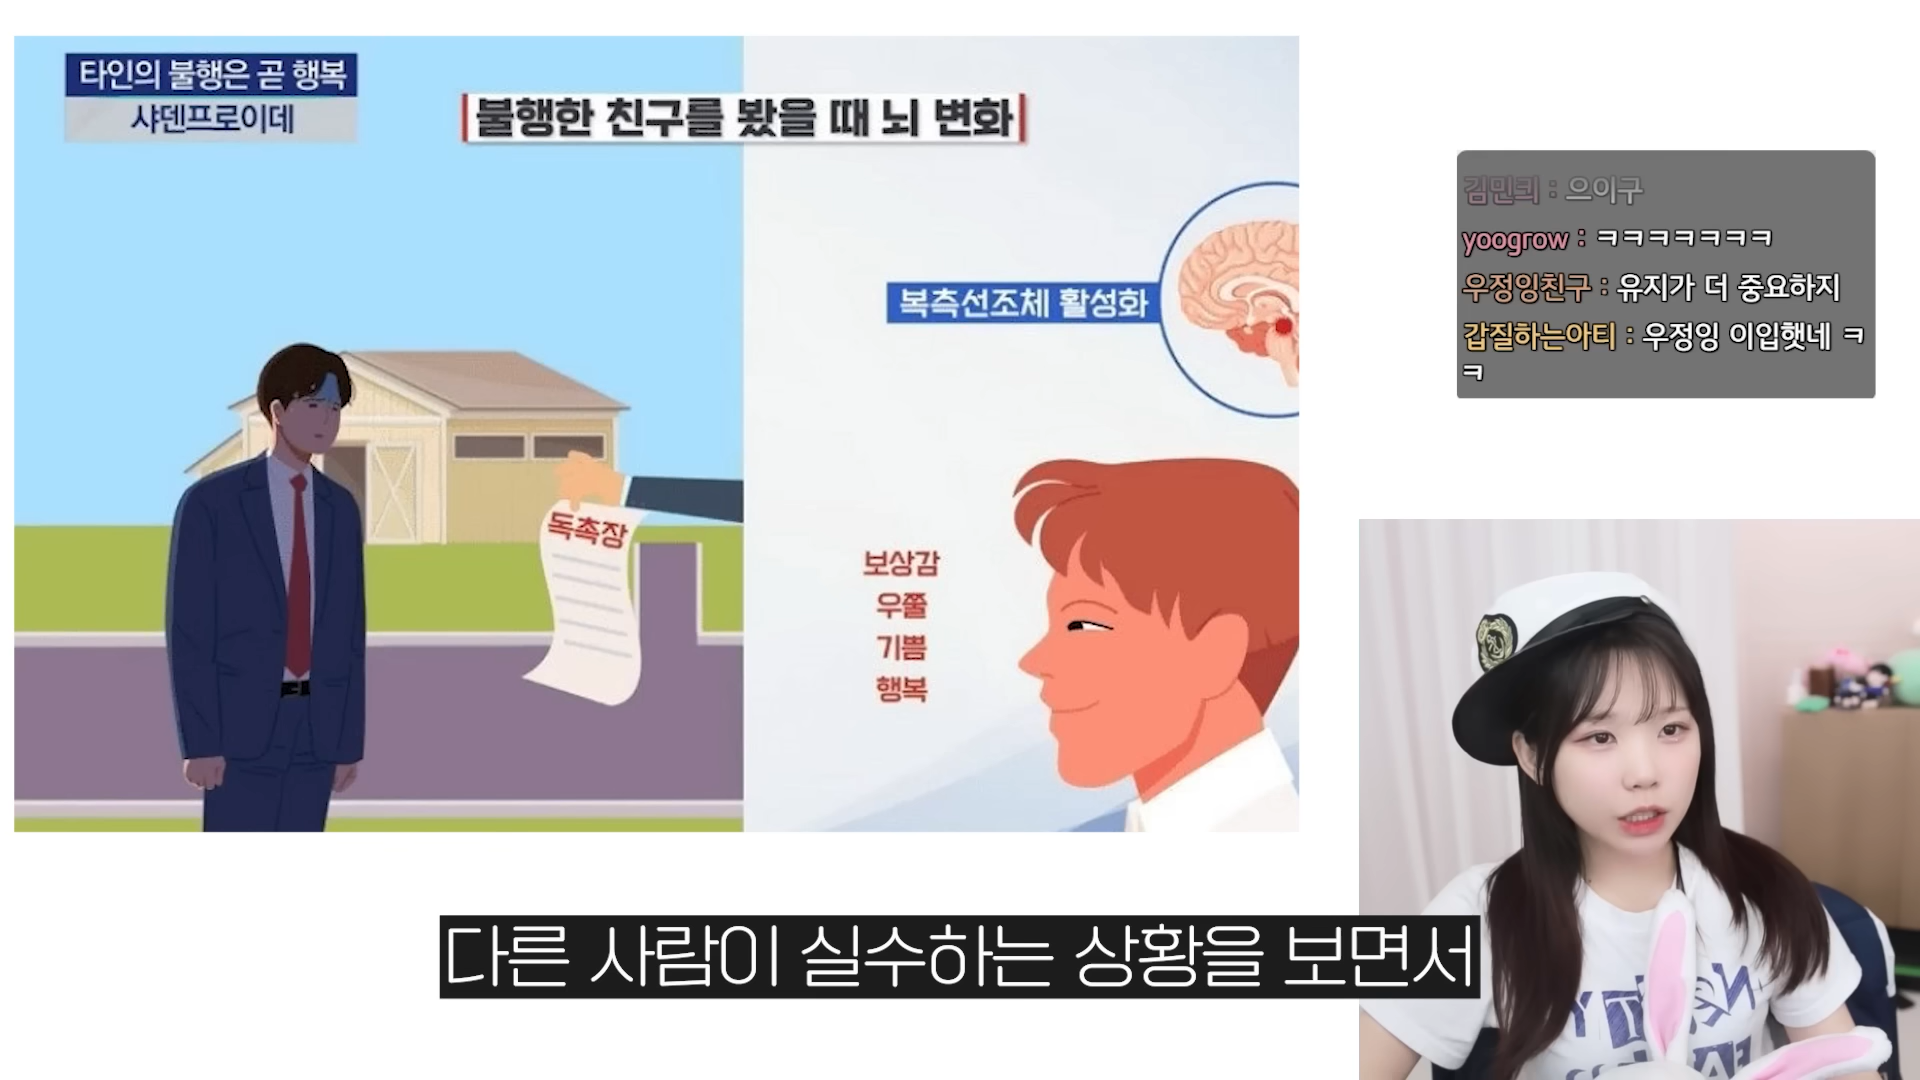 타인의 불행은 곧 행복
샤덴프로이데
불행한 친구를 봤을 때 뇌 변화
복측선조체 활성화
독촉장
보상감
우쭐
기쁨
행복
김민킈 : 으이구
yoogrow : ㅋㅋㅋㅋㅋㅋㅋ
우정잉친구 : 유지가 더 중요하지
갑질하는아티 : 우정잉 이입햇네 ㅋ
ㅋ
다른 사람이 실수하는 상황을 보면서